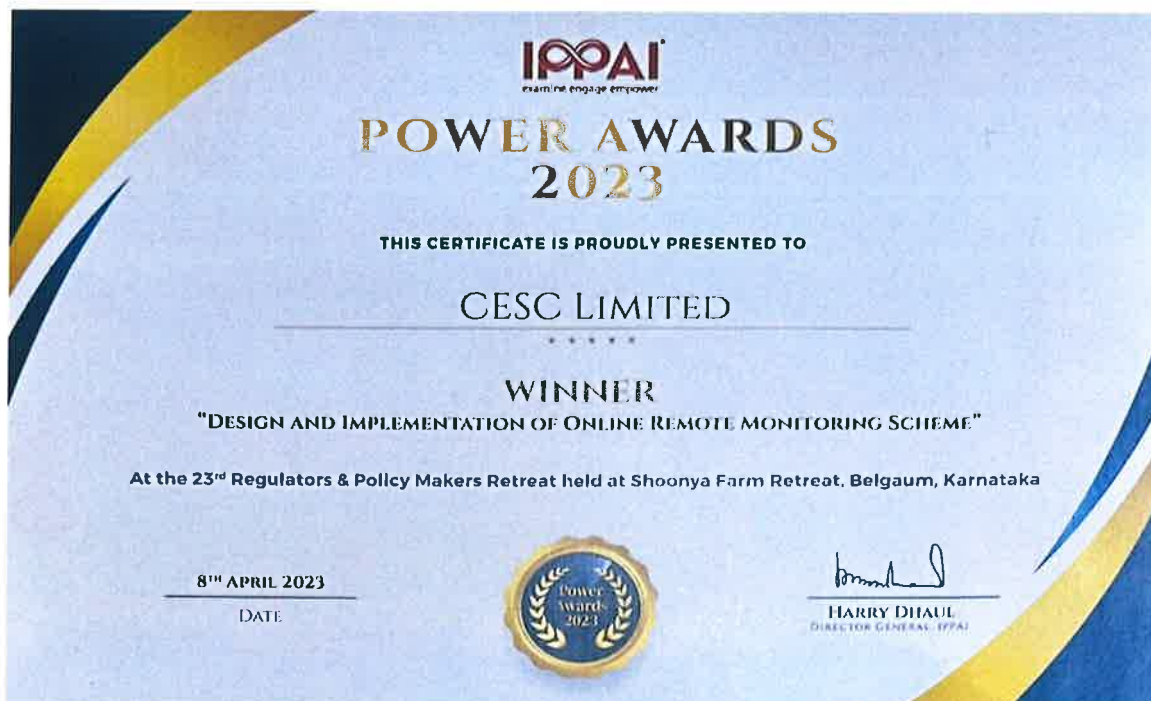 IPPAI
examine engage empower
POWER AWARDS
2023
THIS CERTIFICATE IS PROUDLY PRESENTED TO
CESC LIMITED
WINNER
"DESIGN AND IMPLEMENTATION OF ONLINE REMOTE MONITORING SCHEME"
At the 23rd Regulators & Policy Makers Retreat held at Shoonya Farm Retreat, Belgaum, Karnataka
8TH APRIL 2023
DATE
Power
Awards
2023
HARRY DHAUL
DIRECTOR GENERAL, IPPAI